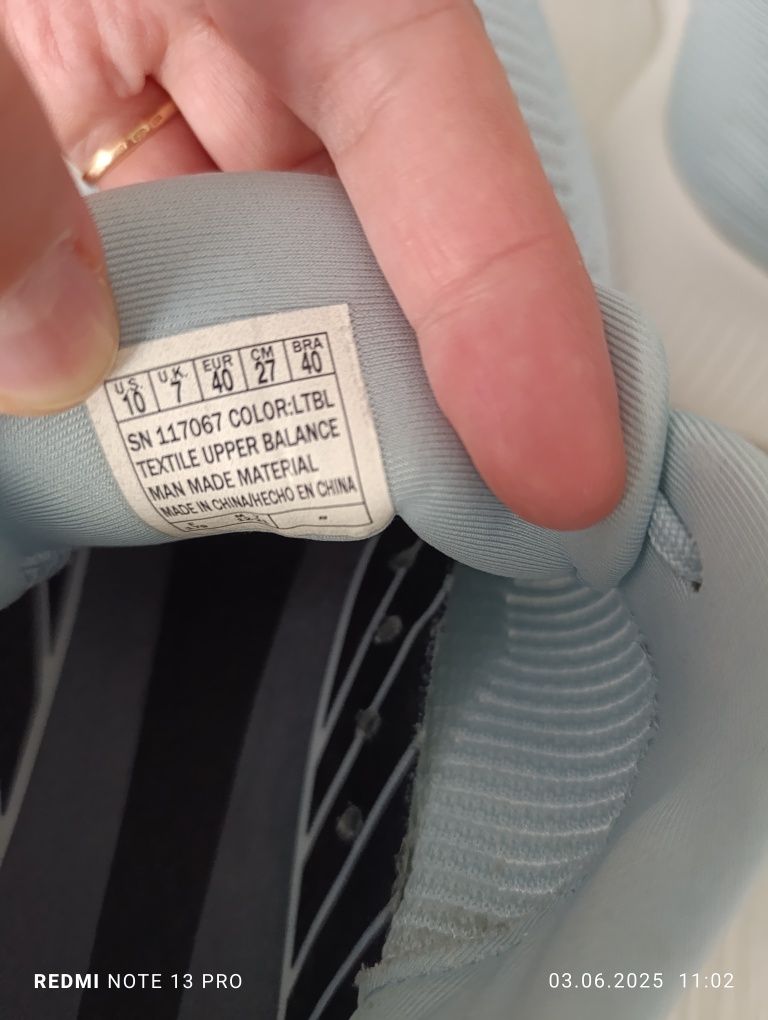 U.S. U.K. EUR CM BRA
10 7 40 27 40
SN 117067 COLOR:LTBL
TEXTILE UPPER BALANCE
MAN MADE MATERIAL
MADE IN CHINA/HECHO EN CHINA
REDMI NOTE 13 PRO
03.06.2025 11:02